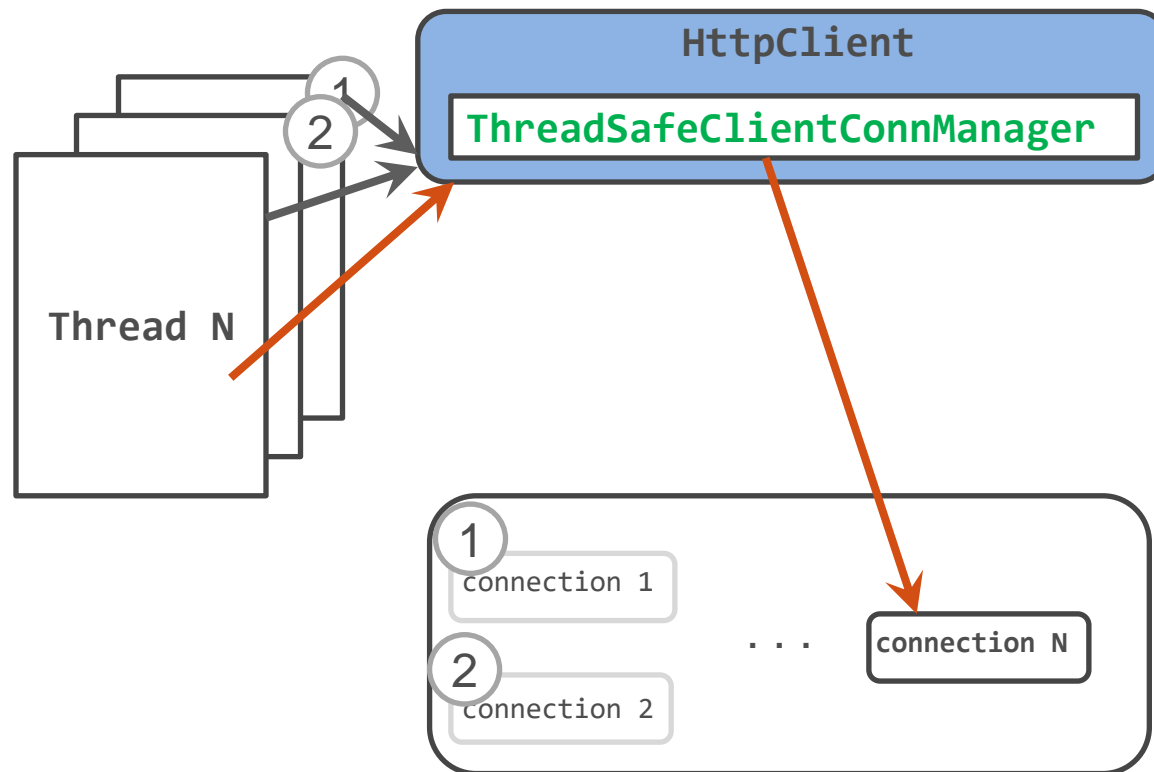 HttpClient
ThreadSafeClientConnManager
1
2
Thread N
1
connection 1
... connection N
2
connection 2